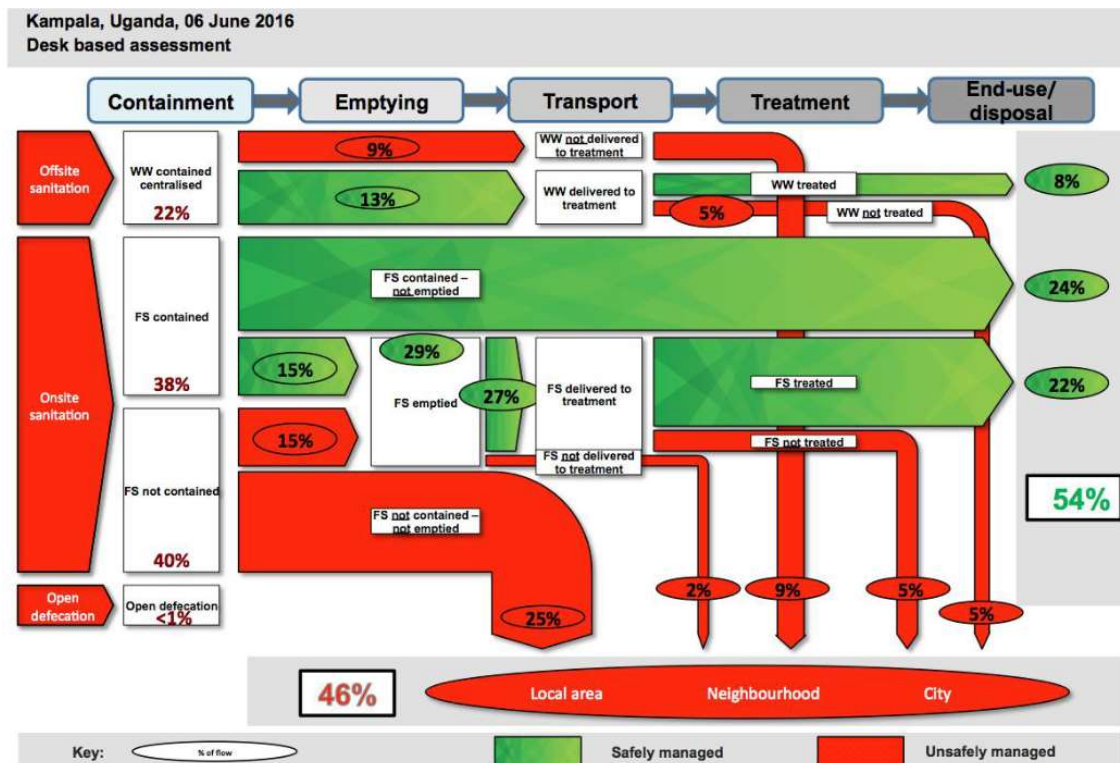 Kampala, Uganda, 06 June 2016
Desk based assessment
Containment
Emptying
Transport
Treatment
End-use/
disposal
Offsite
sanitation
WW contained
centralised
22%
9%
WW not delivered
to treatment
13%
WW delivered to
treatment
WW treated
8%
5%
WW not treated
Onsite
sanitation
FS contained
38%
FS contained –
not emptied
24%
15%
29%
FS emptied
27%
FS delivered to
treatment
FS treated
22%
15%
FS not delivered
to treatment
FS not treated
FS not contained
40%
FS not contained –
not emptied
54%
Open
defecation
Open defecation
<1%
25%
2%
9%
5%
5%
46%
Local area
Neighbourhood
City
Key:
% of flow
Safely managed
Unsafely managed